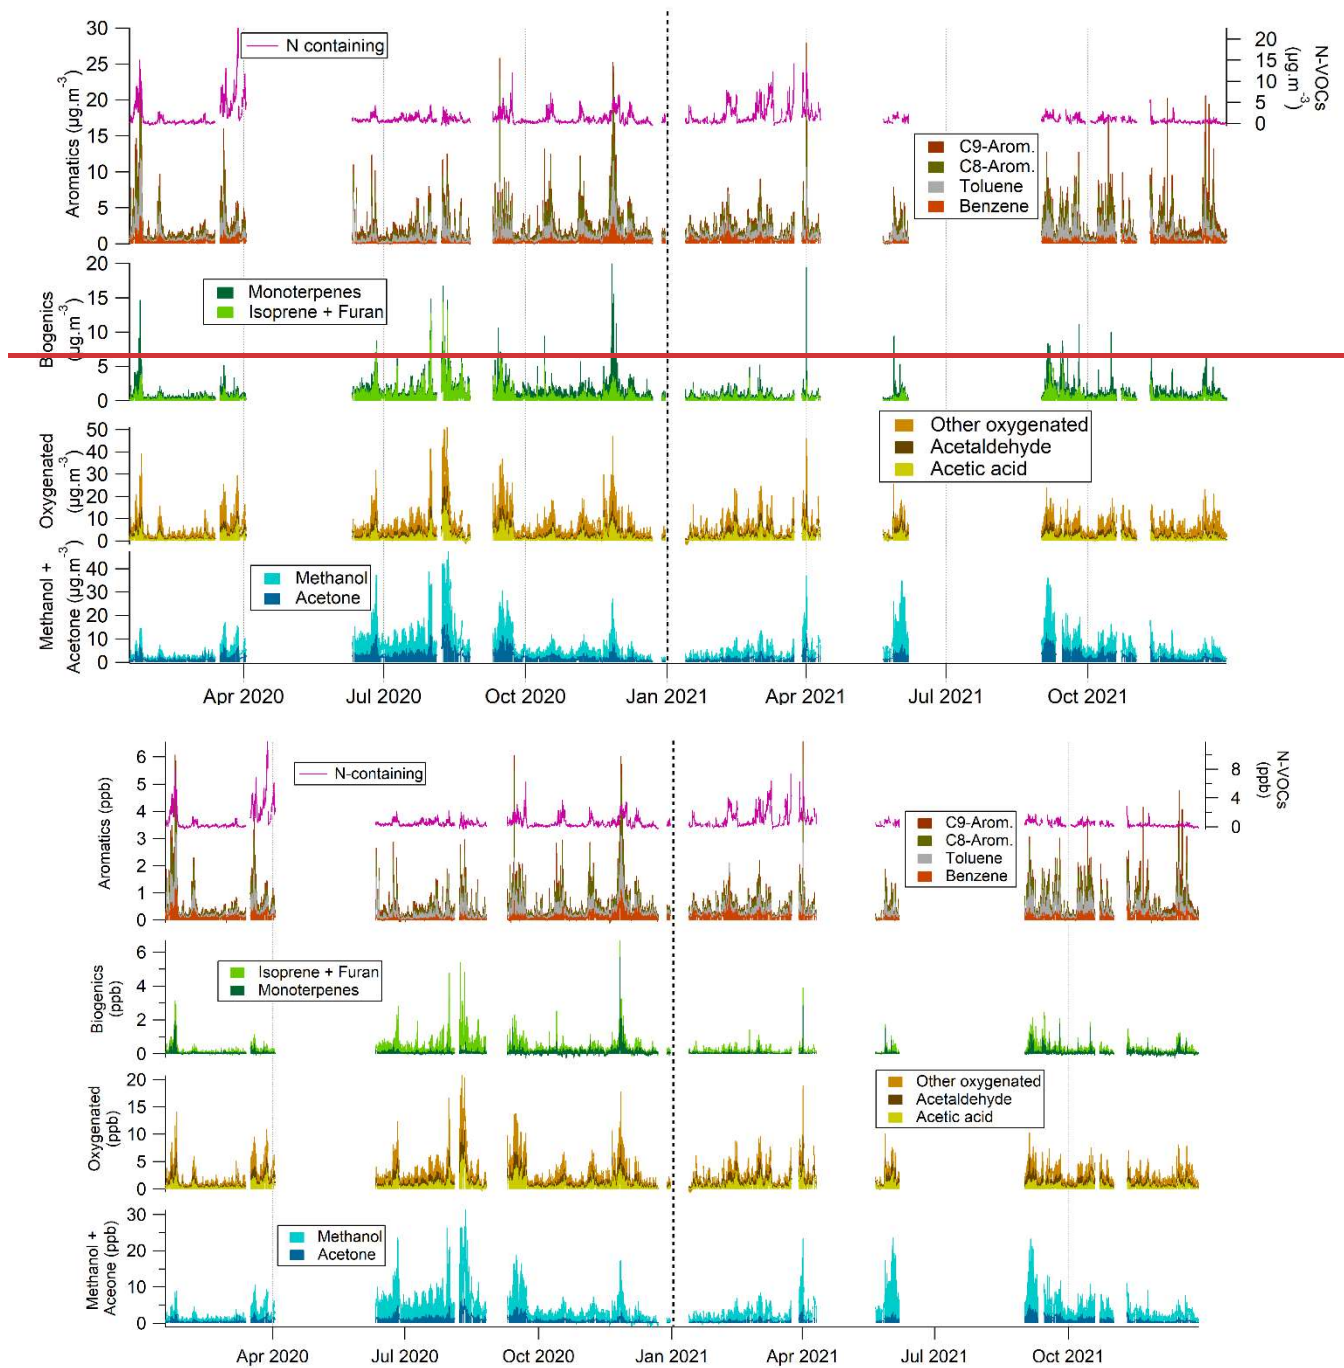 30
25
20
15
10
5
0
Aromatics (µg.m⁻³)
N containing
20
15
10
5
0
N-VOCs
(µg.m⁻³)
C9-Arom.
C8-Arom.
Toluene
Benzene
20
15
10
5
0
Biogenics
(µg.m⁻³)
Monoterpenes
Isoprene + Furan
50
40
30
20
10
0
Oxygenated
(µg.m⁻³)
Other oxygenated
Acetaldehyde
Acetic acid
40
30
20
10
0
Methanol +
Acetone (µg.m⁻³)
Methanol
Acetone
Apr 2020
Jul 2020
Oct 2020
Jan 2021
Apr 2021
Jul 2021
Oct 2021
6
5
4
3
2
1
0
Aromatics (ppb)
N-containing
8
4
0
N-VOCs
(ppb)
C9-Arom.
C8-Arom.
Toluene
Benzene
6
4
2
0
Biogenics
(ppb)
Isoprene + Furan
Monoterpenes
20
15
10
5
0
Oxygenated
(ppb)
Other oxygenated
Acetaldehyde
Acetic acid
30
20
10
0
Methanol +
Aceone (ppb)
Methanol
Acetone
Apr 2020
Jul 2020
Oct 2020
Jan 2021
Apr 2021
Jul 2021
Oct 2021